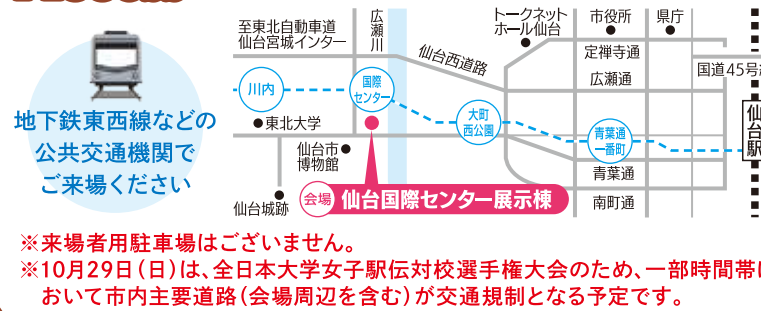 至東北自動車道
仙台宮城インター
広瀬川
仙台西道路
トークネット
ホール仙台
市役所
県庁
定禅寺通
広瀬通
国道45号
川内
国際
センター
大町
西公園
青葉通
一番町
仙台駅
東北大学
仙台市
博物館
青葉通
南町通
仙台城跡
会場 仙台国際センター展示棟
地下鉄東西線などの
公共交通機関で
ご来場ください
※来場者用駐車場はございません。
※10月29日(日)は、全日本大学女子駅伝対校選手権大会のため、一部時間帯に
おいて市内主要道路(会場周辺を含む)が交通規制となる予定です。